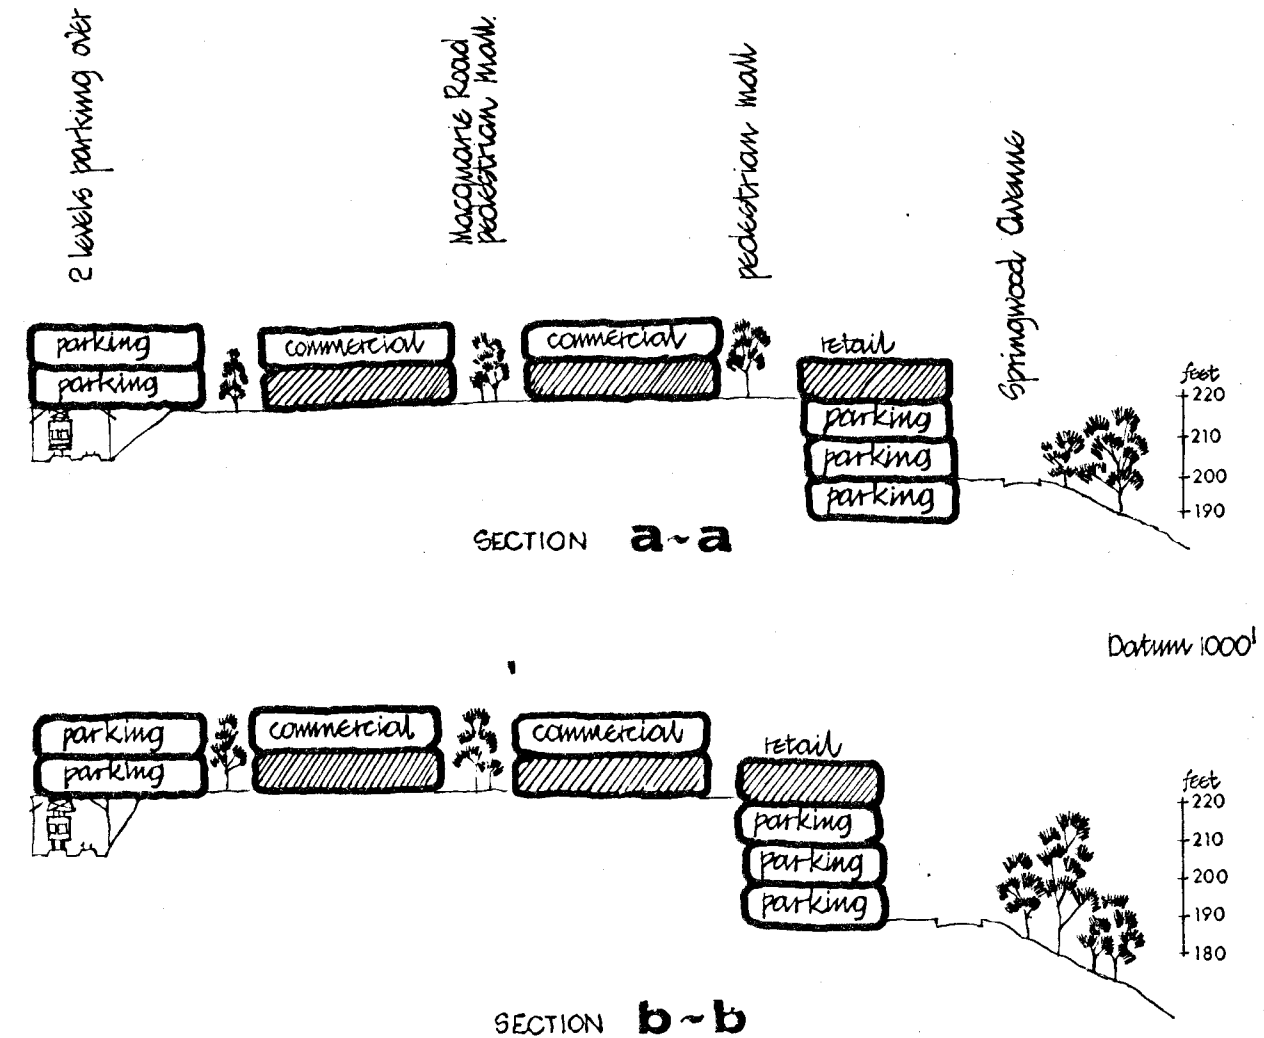 2 levels parking over
Macquarie Road
pedestrian mall.
pedestrian mall
Springwood Avenue
parking
parking
commercial
commercial
retail
parking
parking
parking
feet
220
210
200
190
SECTION a~a
Datum 1000'
parking
parking
commercial
commercial
retail
parking
parking
parking
feet
220
210
200
190
180
SECTION b~b